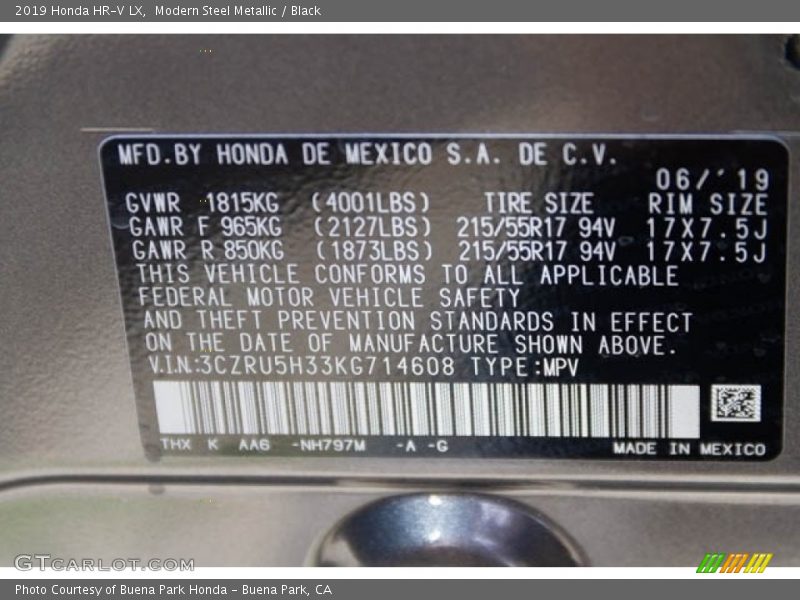 2019 Honda HR-V LX,  Modern Steel Metallic / Black
MFD.BY HONDA DE MEXICO S.A. DE C.V.
06/'19
GVWR 1815KG (4001LBS) TIRE SIZE RIM SIZE
GAWR F 965KG (2127LBS) 215/55R17 94V 17X7.5J
GAWR R 850KG (1873LBS) 215/55R17 94V 17X7.5J
THIS VEHICLE CONFORMS TO ALL APPLICABLE
FEDERAL MOTOR VEHICLE SAFETY
AND THEFT PREVENTION STANDARDS IN EFFECT
ON THE DATE OF MANUFACTURE SHOWN ABOVE.
V.I.N:3CZRU5H33KG714608 TYPE:MPV
THX K AA6 -NH797M -A -G MADE IN MEXICO
GTCARLOT.COM
Photo Courtesy of Buena Park Honda - Buena Park, CA